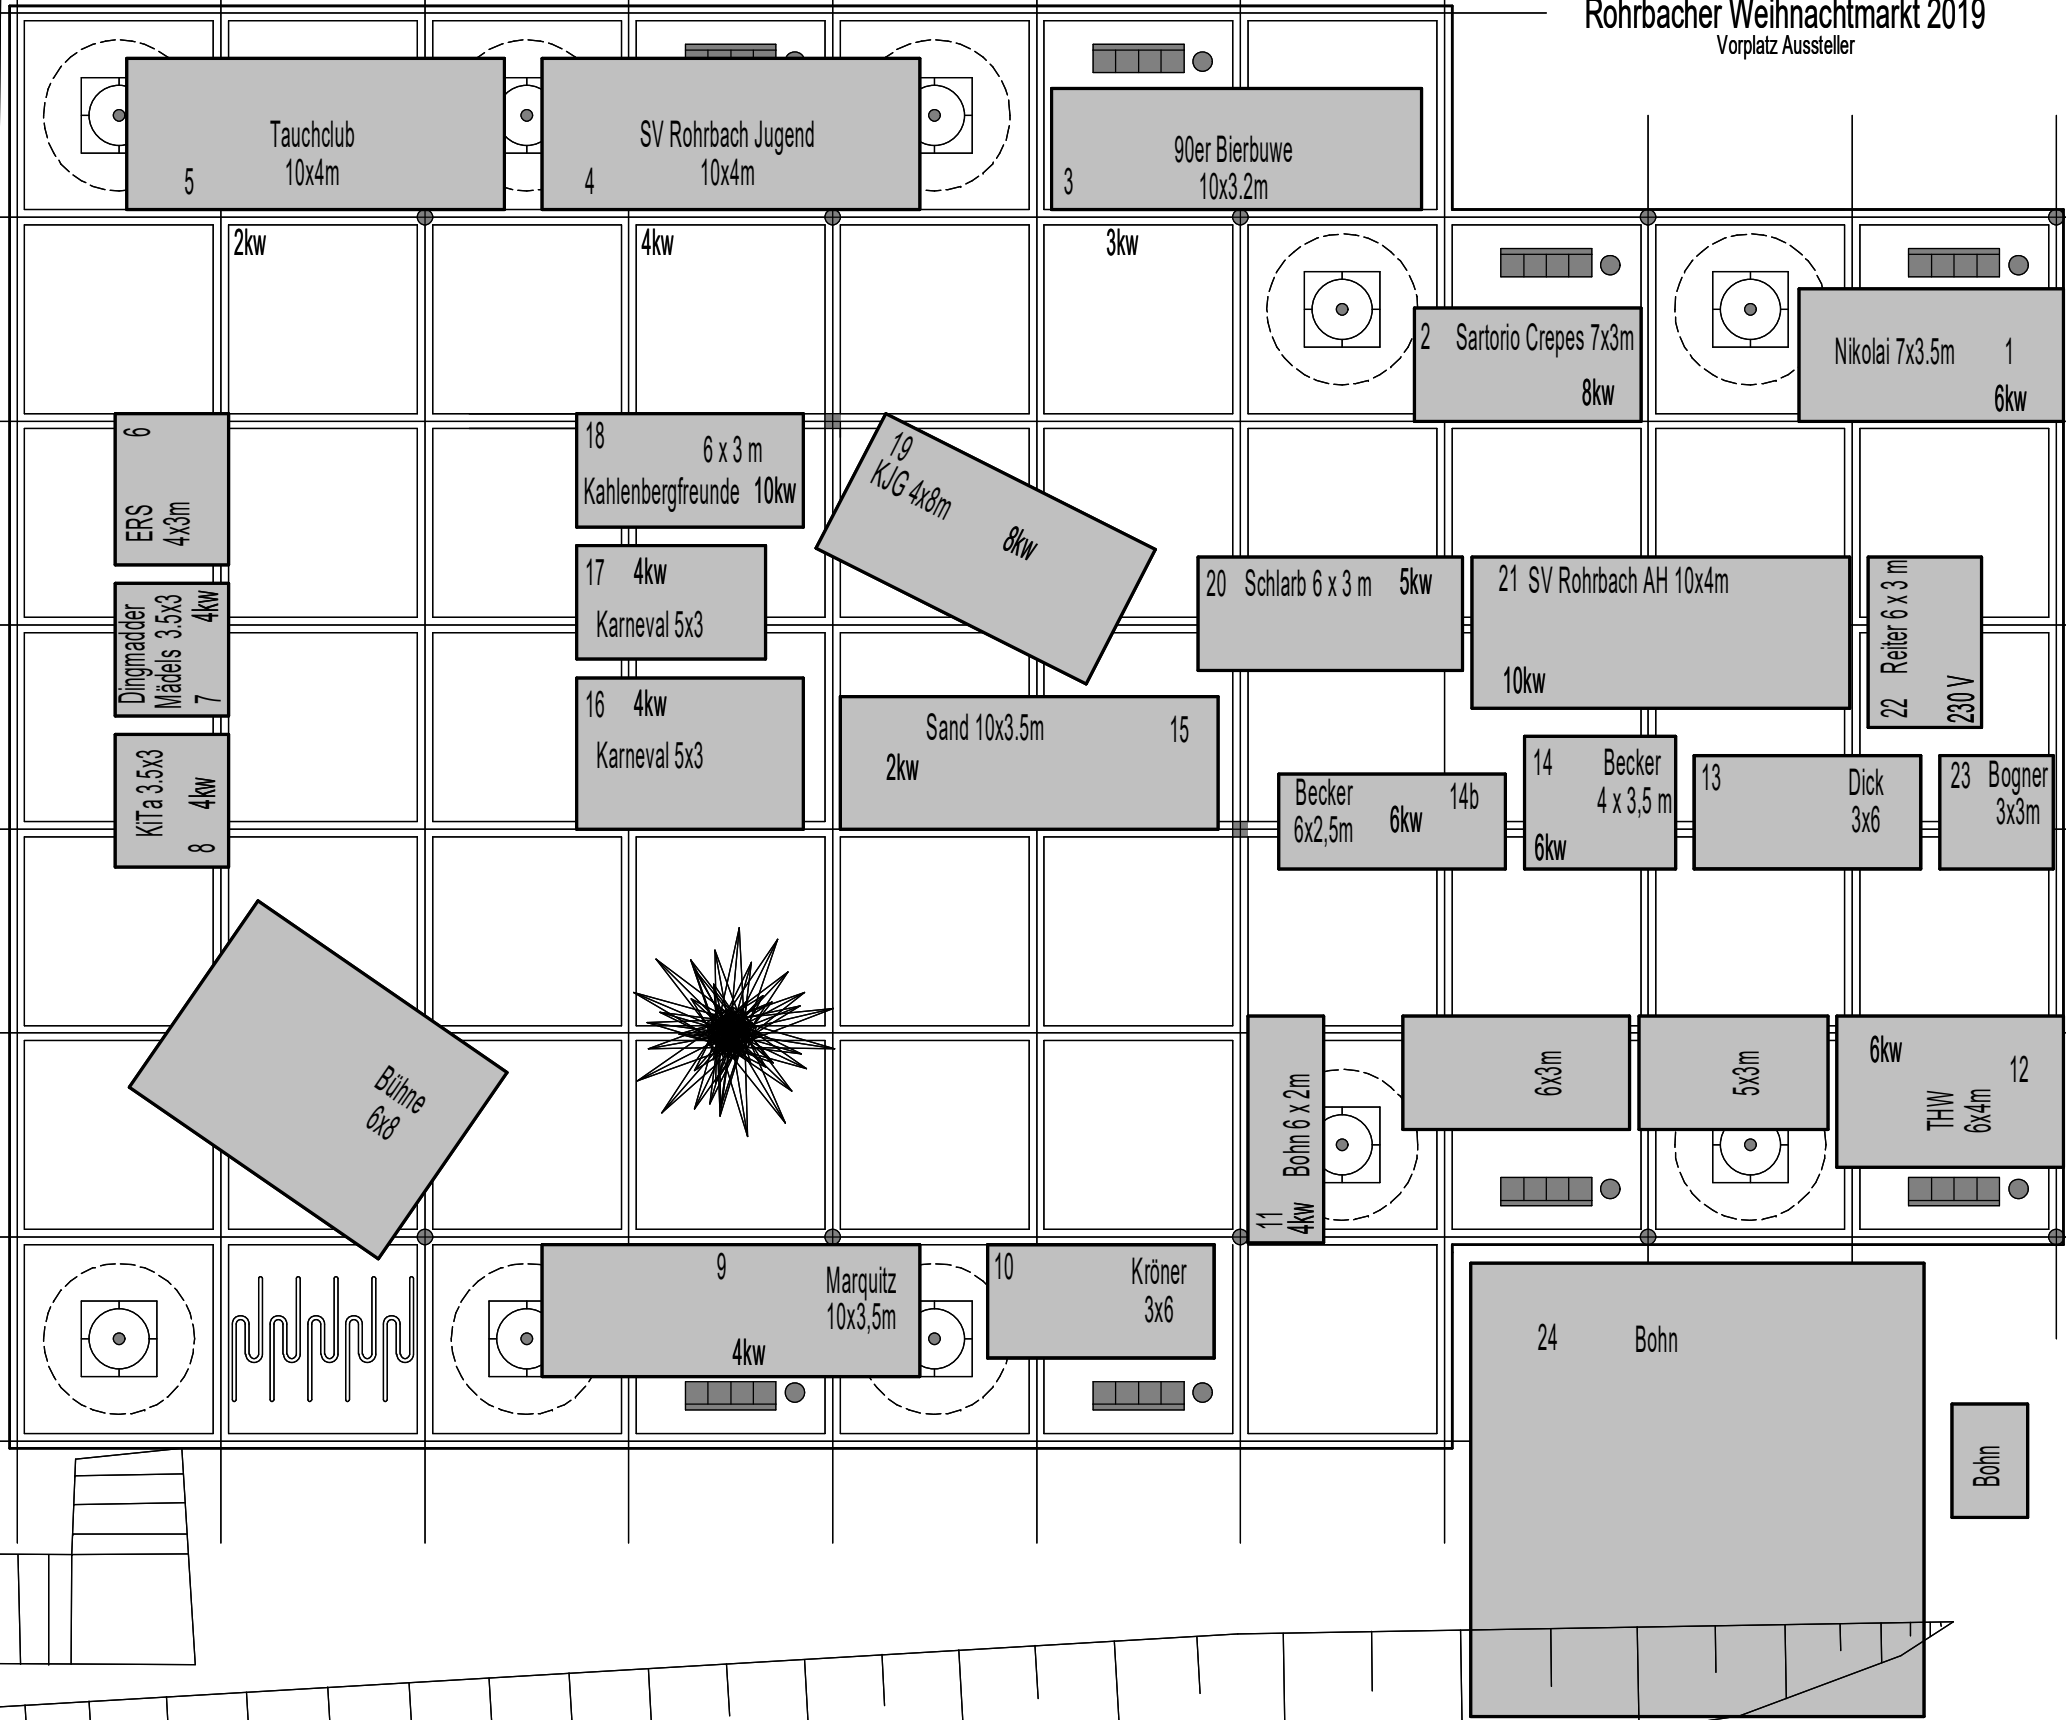 Rohrbacher Weihnachtmarkt 2019
Vorplatz Aussteller
Tauchclub
10x4m
5
2kw
SV Rohrbach Jugend
10x4m
4
4kw
90er Bierbuwe
10x3.2m
3
3kw
2 Sartorio Crepes 7x3m
8kw
Nikolai 7x3.5m 1
6kw
6
ERS
4x3m
18
6 x 3 m
Kahlenbergfreunde 10kw
19
KJG 4x8m
8kw
17 4kw
Karneval 5x3
20 Schlarb 6 x 3 m 5kw
21 SV Rohrbach AH 10x4m
10kw
22 Reiter 6 x 3 m
230 V
Dingmadder
Mädels 3.5x3
7 4kw
16 4kw
Karneval 5x3
Sand 10x3.5m 15
2kw
KiTa 3.5x3
8 4kw
Becker 14b
6x2,5m 6kw
14 Becker
4 x 3,5 m
6kw
13 Dick
3x6
23 Bogner
3x3m
Bühne
6x8
11 Bohn 6 x 2m
4kw
6x3m
5x3m
6kw
12
THW
6x4m
9 Marquitz
10x3,5m
4kw
10 Kröner
3x6
24 Bohn
Bohn